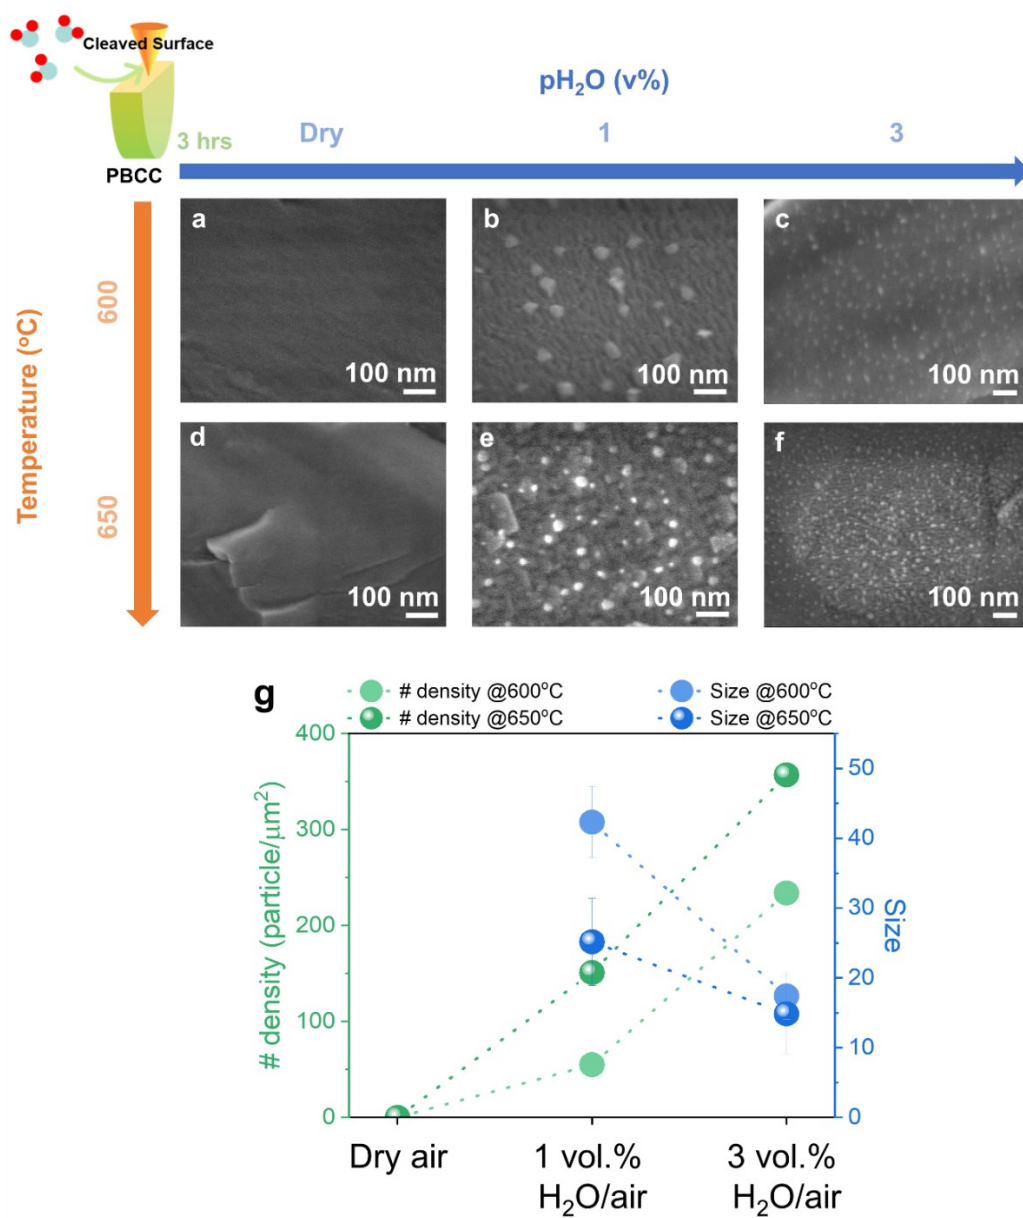 Cleaved Surface
pH₂O (v%)
3 hrs
Dry
1
3
PBCC
Temperature (°C)
600
650
a
100 nm
b
100 nm
c
100 nm
d
100 nm
e
100 nm
f
100 nm
g
# density @600°C
# density @650°C
Size @600°C
Size @650°C
# density (particle/μm²)
400
300
200
100
0
50
40
30
20
10
0
Size
Dry air
1 vol.%
H₂O/air
3 vol.%
H₂O/air